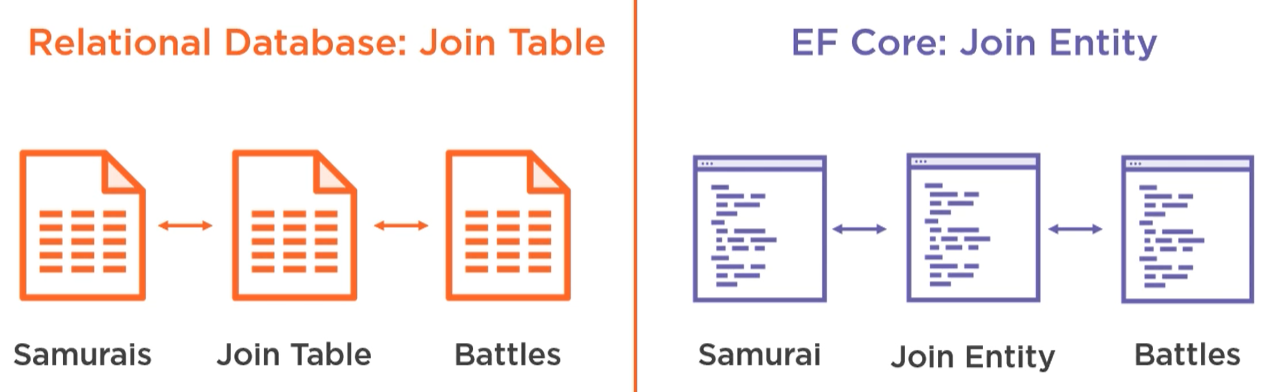 Relational Database: Join Table
Samurais
Join Table
Battles
EF Core: Join Entity
Samurai
Join Entity
Battles